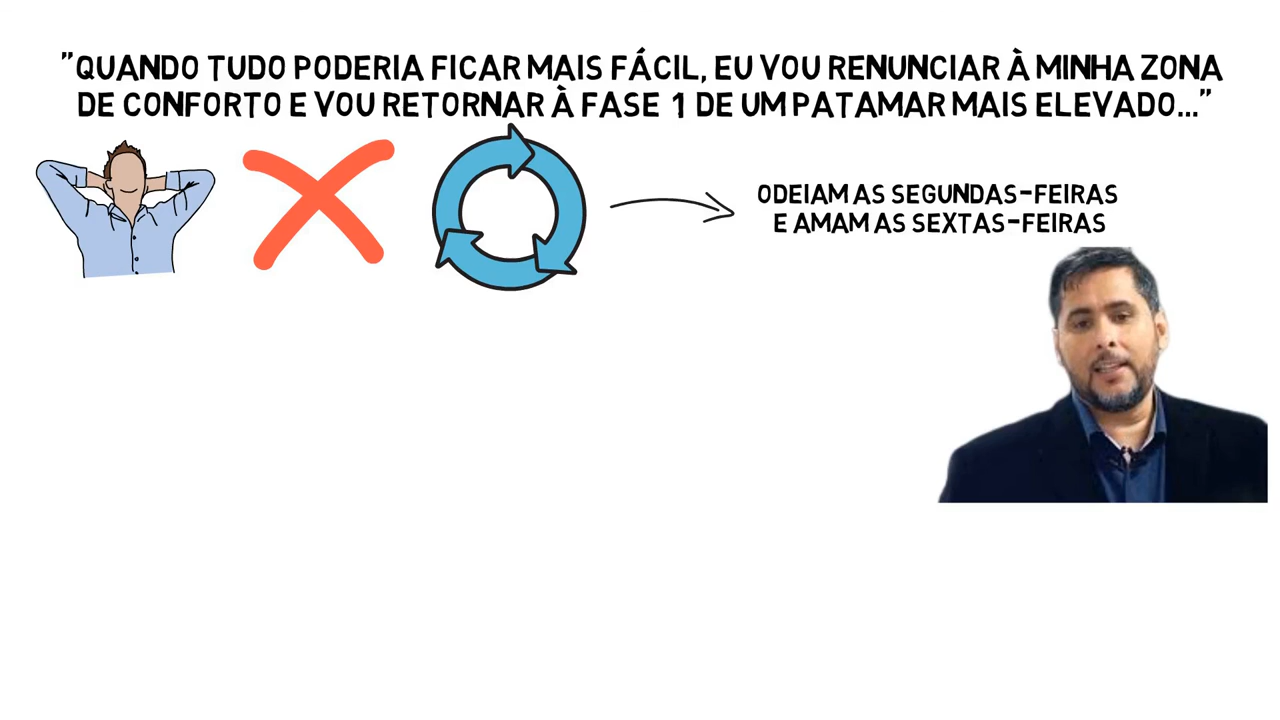 "QUANDO TUDO PODERIA FICAR MAIS FÁCIL, EU VOU RENUNCIAR À MINHA ZONA
DE CONFORTO E VOU RETORNAR À FASE 1 DE UM PATAMAR MAIS ELEVADO..."
ODEIAM AS SEGUNDAS-FEIRAS
E AMAM AS SEXTAS-FEIRAS